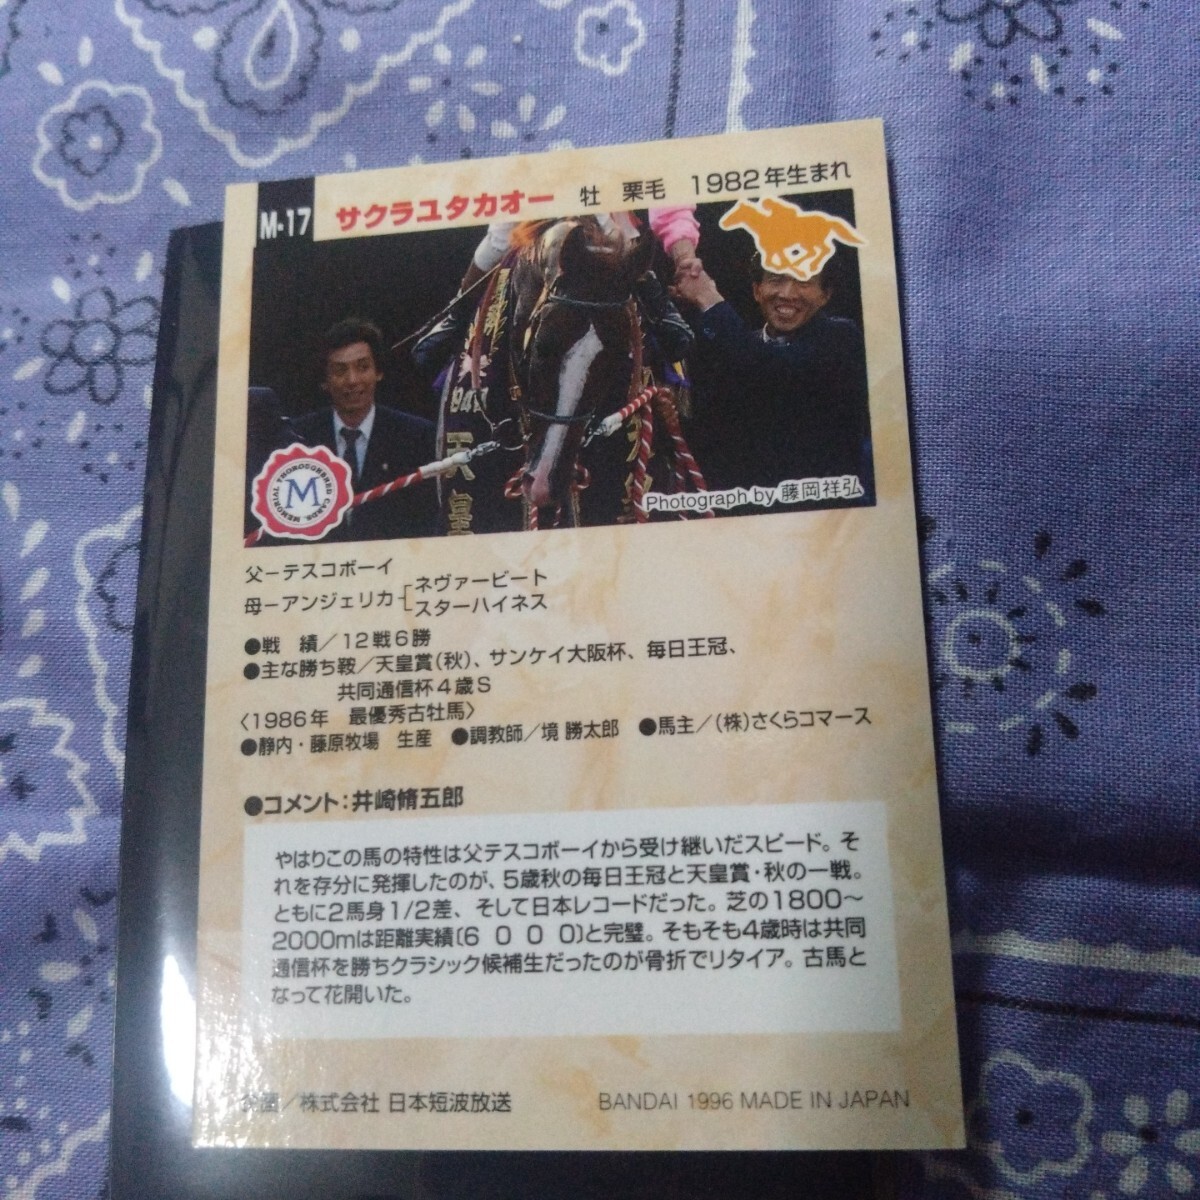 M-17 サクラユタカオー 牡 栗毛 1982年生まれ
天皇
天皇
MEMORIAL THOROUGHBRED CARDS
M
Photograph by 藤岡祥弘
父ーテスコボーイ
母ーアンジェリカ ネヴァービート
スターハイネス
●戦 績／12戦6勝
●主な勝ち鞍／天皇賞(秋)、サンケイ大阪杯、毎日王冠、
共同通信杯4歳S
〈1986年 最優秀古牡馬〉
●静内・藤原牧場 生産 ●調教師／境 勝太郎 ●馬主／(株)さくらコマース
●コメント：井崎脩五郎
やはりこの馬の特性は父テスコボーイから受け継いだスピード。そ
れを存分に発揮したのが、5歳秋の毎日王冠と天皇賞・秋の一戦。
ともに2馬身1/2差、そして日本レコードだった。芝の1800〜
2000mは距離実績〔6 0 0 0〕と完璧。そもそも4歳時は共同
通信杯を勝ちクラシック候補生だったのが骨折でリタイア。古馬と
なって花開いた。
企画／株式会社 日本短波放送 BANDAI 1996 MADE IN JAPAN